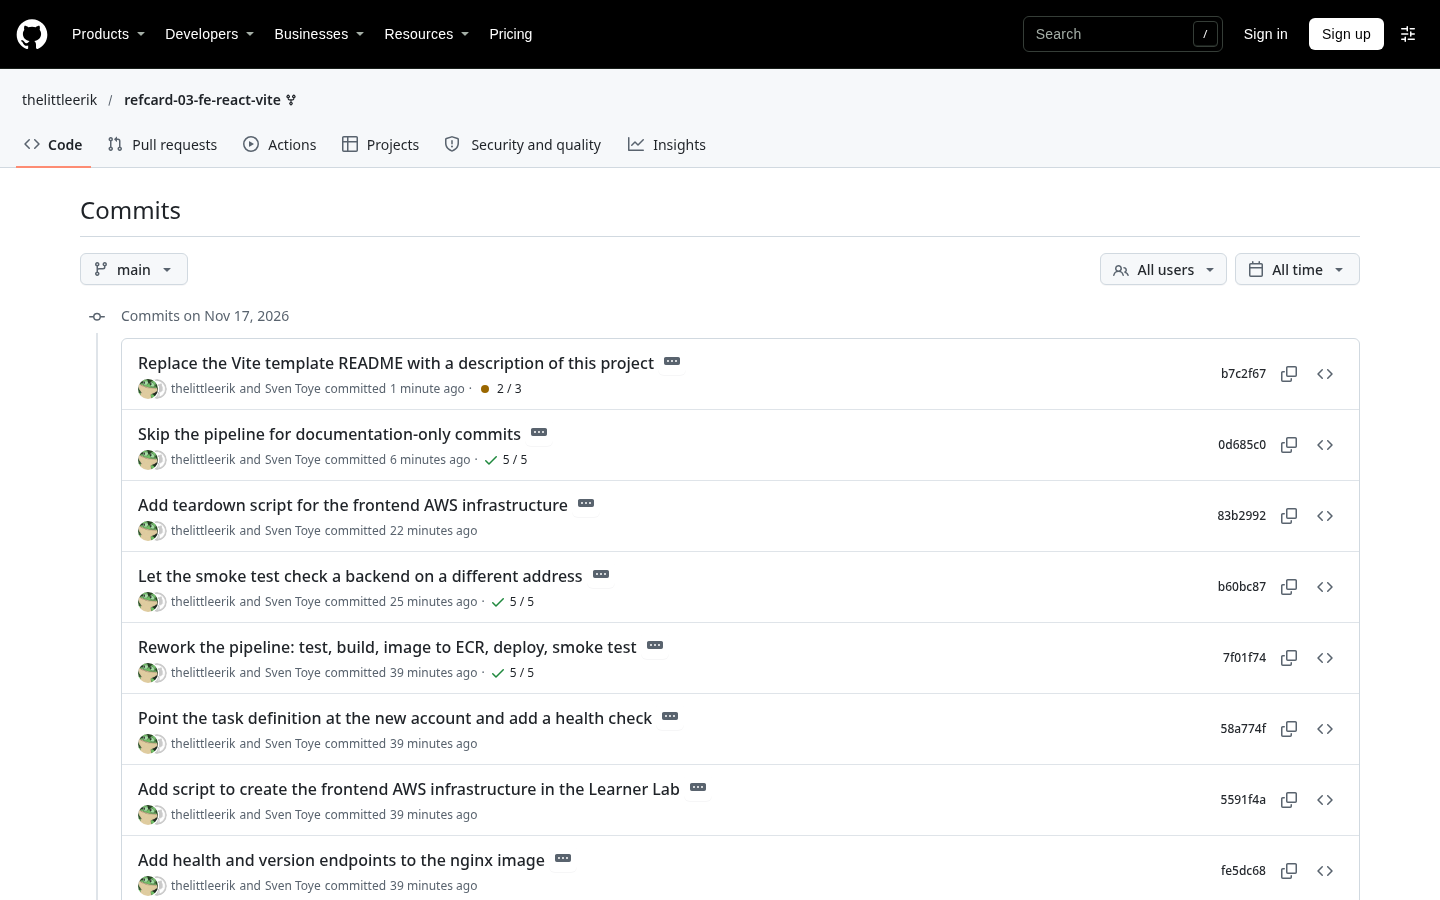 Products Developers Businesses Resources Pricing Search / Sign in Sign up
thelittleerik / refcard-03-fe-react-vite
Code Pull requests Actions Projects Security and quality Insights
Commits
main All users All time
Commits on Nov 17, 2026
Replace the Vite template README with a description of this project
thelittleerik and Sven Toye committed 1 minute ago · 2 / 3
b7c2f67
Skip the pipeline for documentation-only commits
thelittleerik and Sven Toye committed 6 minutes ago · 5 / 5
0d685c0
Add teardown script for the frontend AWS infrastructure
thelittleerik and Sven Toye committed 22 minutes ago
83b2992
Let the smoke test check a backend on a different address
thelittleerik and Sven Toye committed 25 minutes ago · 5 / 5
b60bc87
Rework the pipeline: test, build, image to ECR, deploy, smoke test
thelittleerik and Sven Toye committed 39 minutes ago · 5 / 5
7f01f74
Point the task definition at the new account and add a health check
thelittleerik and Sven Toye committed 39 minutes ago
58a774f
Add script to create the frontend AWS infrastructure in the Learner Lab
thelittleerik and Sven Toye committed 39 minutes ago
5591f4a
Add health and version endpoints to the nginx image
thelittleerik and Sven Toye committed 39 minutes ago
fe5dc68